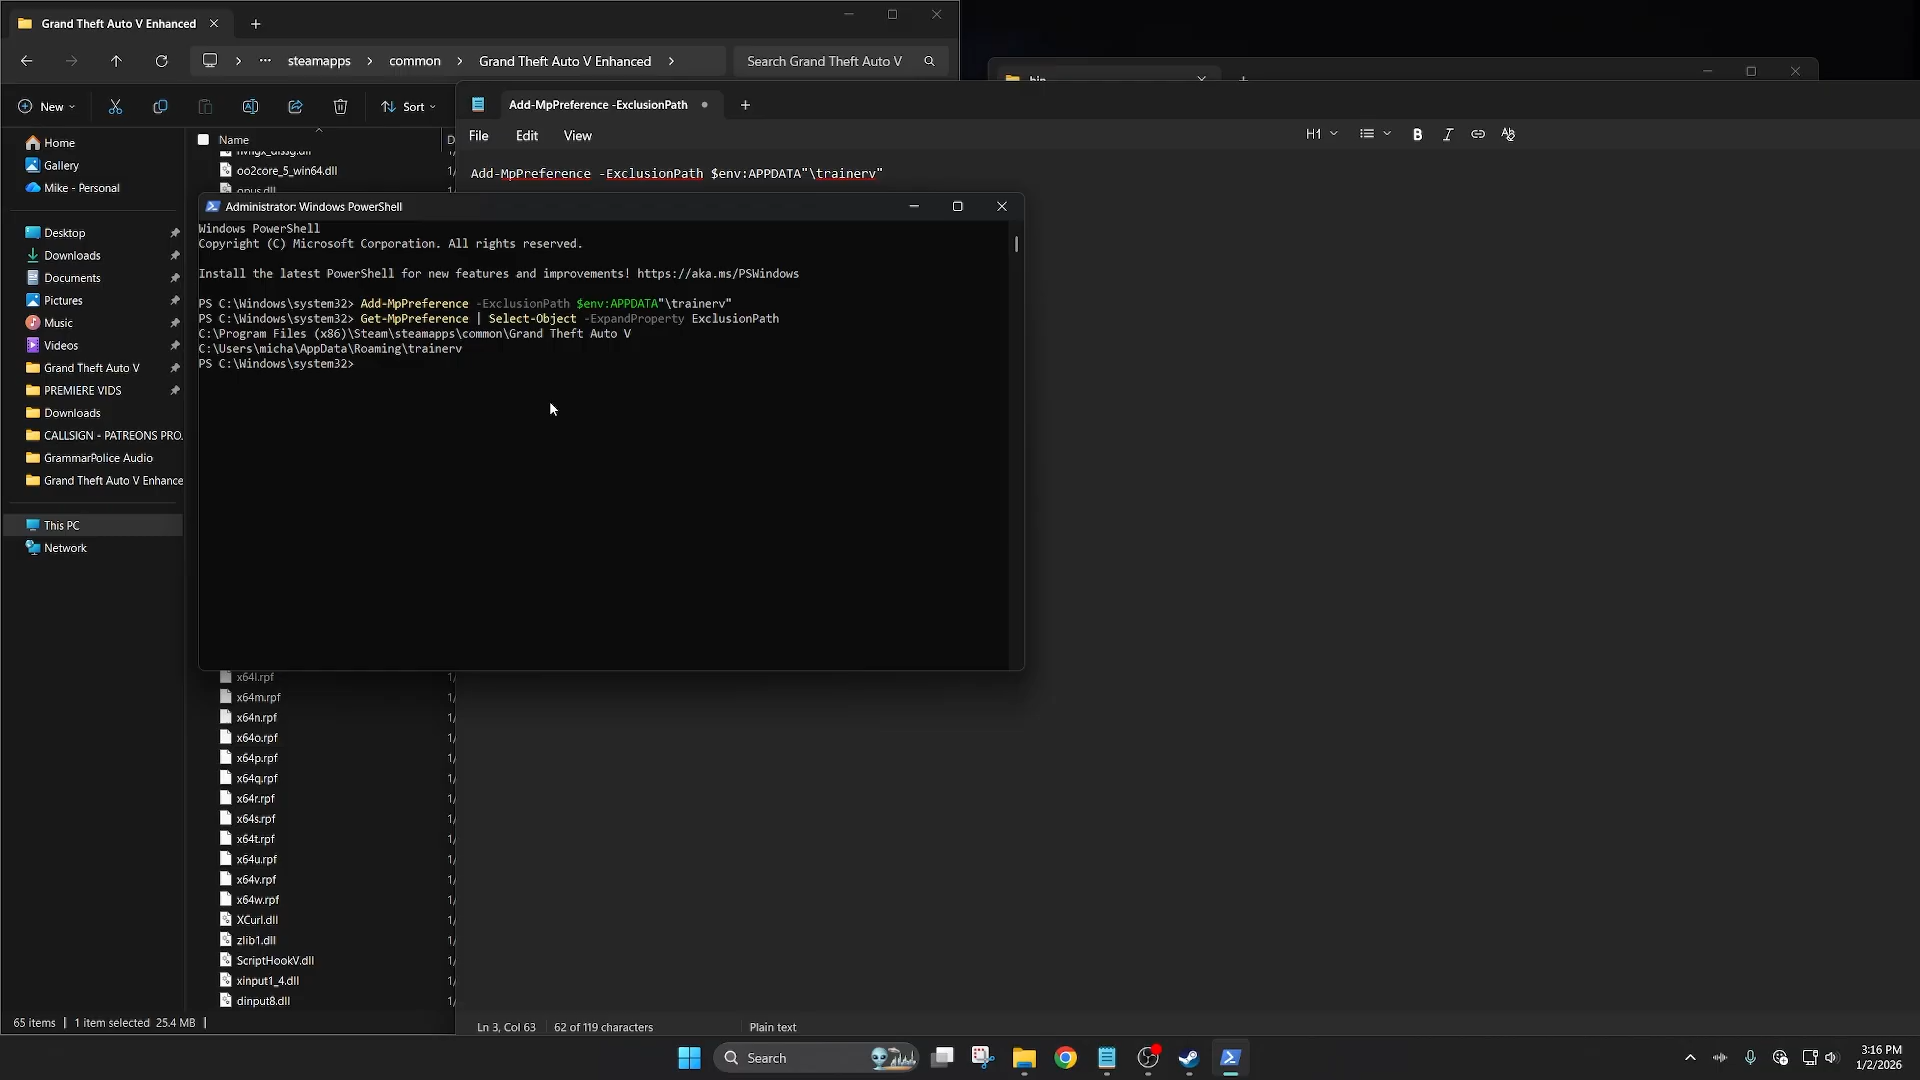 Grand Theft Auto V Enhanced
steamapps
common
Grand Theft Auto V Enhanced
Search Grand Theft Auto V
bin
New
Sort
Add-MpPreference -ExclusionPath
File
Edit
View
H1
Add-MpPreference -ExclusionPath $env:APPDATA"\trainerv"
Home
Gallery
Mike - Personal
Desktop
Downloads
Documents
Pictures
Music
Videos
Grand Theft Auto V
PREMIERE VIDS
Downloads
CALLSIGN - PATREONS PRO.
GrammarPolice Audio
Grand Theft Auto V Enhance
This PC
Network
Name
oo2core_5_win64.dll
opus.dll
Administrator: Windows PowerShell
Windows PowerShell
Copyright (C) Microsoft Corporation. All rights reserved.
Install the latest PowerShell for new features and improvements! https://aka.ms/PSWindows
PS C:\Windows\system32> Add-MpPreference -ExclusionPath $env:APPDATA"\trainerv"
PS C:\Windows\system32> Get-MpPreference | Select-Object -ExpandProperty ExclusionPath
C:\Program Files (x86)\Steam\steamapps\common\Grand Theft Auto V
C:\Users\micha\AppData\Roaming\trainerv
PS C:\Windows\system32>
x64l.rpf
x64m.rpf
x64n.rpf
x64o.rpf
x64p.rpf
x64q.rpf
x64r.rpf
x64s.rpf
x64t.rpf
x64u.rpf
x64v.rpf
x64w.rpf
XCurl.dll
zlib1.dll
ScriptHookV.dll
xinput1_4.dll
dinput8.dll
65 items
1 item selected 25.4 MB
Ln 3, Col 63
62 of 119 characters
Plain text
Search
3:16 PM
1/2/2026